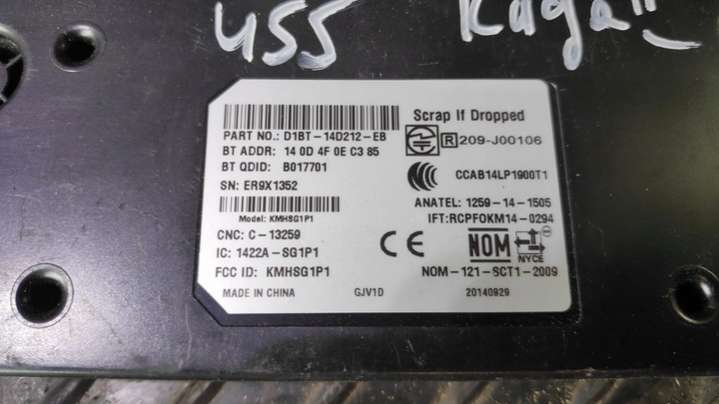 455 Kuga II
Scrap If Dropped
PART NO.: D1BT-14D212-EB
R 209-J00106
BT ADDR: 14 0D 4F 0E C3 85
BT QDID: B017701
CCAB14LP1900T1
SN: ER9X1352
ANATEL: 1259-14-1505
Model: KMHSG1P1
IFT:RCPFOKM14-0294
CNC: C-13259
CE NOM NYCE
IC: 1422A-SG1P1
FCC ID: KMHSG1P1
NOM-121-SCT1-2009
MADE IN CHINA GJV1D 20140929